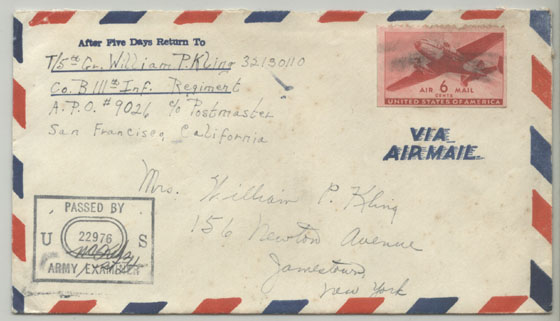 After Five Days Return To
T/5th Gr. William P. Kling 32130110
Co. B 111th Inf. Regiment
A.P.O. #9026 c/o Postmaster
San Francisco, California
AIR 6 MAIL
CENTS
UNITED STATES OF AMERICA
VIA
AIR MAIL
Mrs. William P. Kling
156 Newton Avenue
Jamestown,
New York
PASSED BY
U 22976 S
ARMY EXAMINER